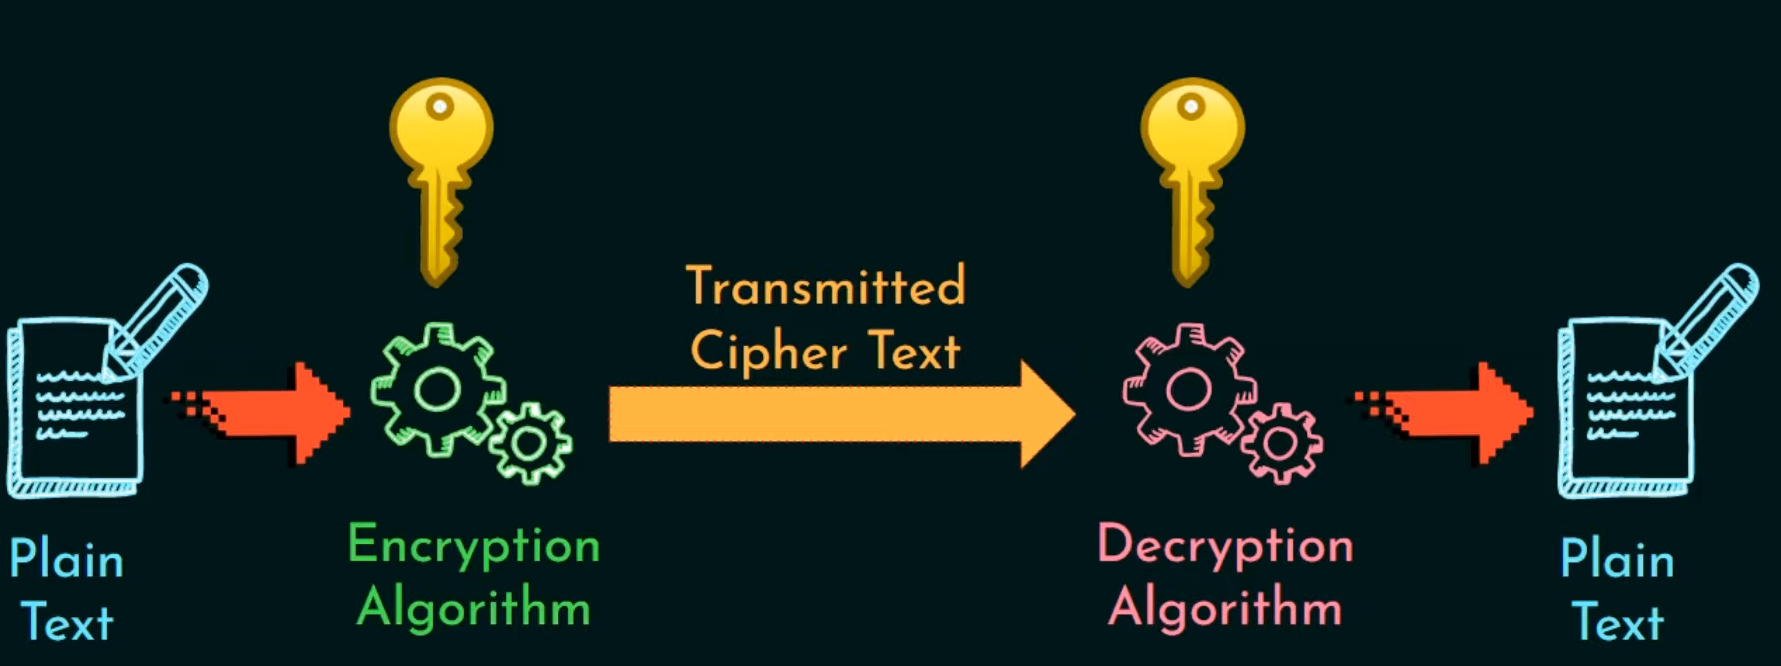 Transmitted
Cipher Text
Plain
Text
Encryption
Algorithm
Decryption
Algorithm
Plain
Text